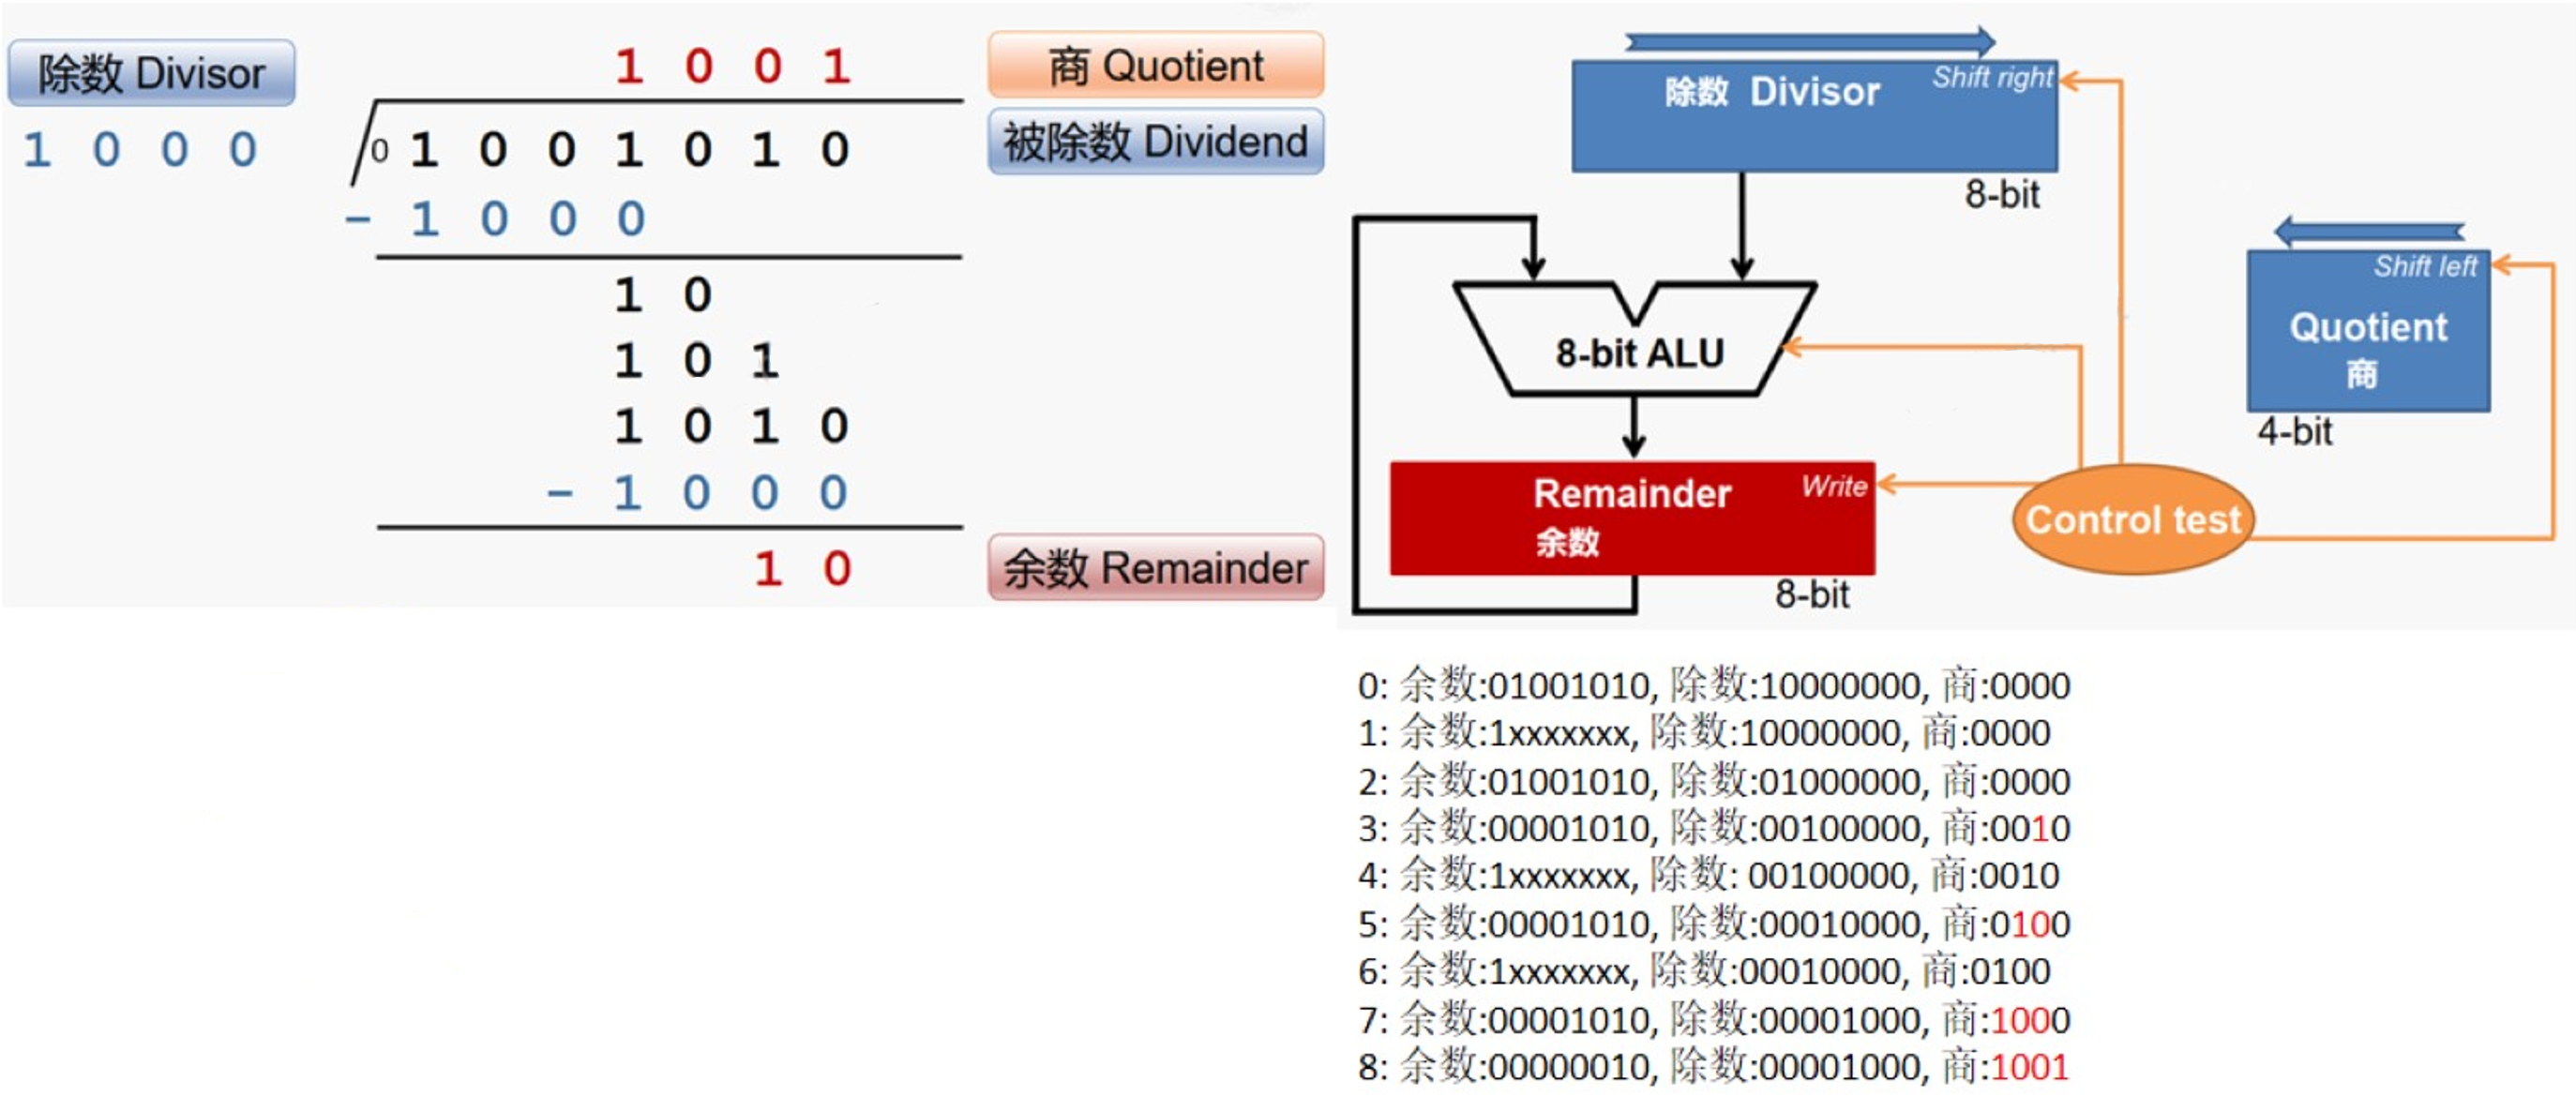 除数 Divisor
1 0 0 0
1 0 0 1
商 Quotient
0 1 0 0 1 0 1 0
被除数 Dividend
- 1 0 0 0
1 0
1 0 1
1 0 1 0
- 1 0 0 0
1 0
余数 Remainder
除数 Divisor
Shift right
8-bit
Shift left
Quotient
商
4-bit
8-bit ALU
Remainder
余数
Write
8-bit
Control test
0: 余数:01001010, 除数:10000000, 商:0000
1: 余数:1xxxxxxx, 除数:10000000, 商:0000
2: 余数:01001010, 除数:01000000, 商:0000
3: 余数:00001010, 除数:00100000, 商:0010
4: 余数:1xxxxxxx, 除数: 00100000, 商:0010
5: 余数:00001010, 除数:00010000, 商:0100
6: 余数:1xxxxxxx, 除数:00010000, 商:0100
7: 余数:00001010, 除数:00001000, 商:1000
8: 余数:00000010, 除数:00001000, 商:1001